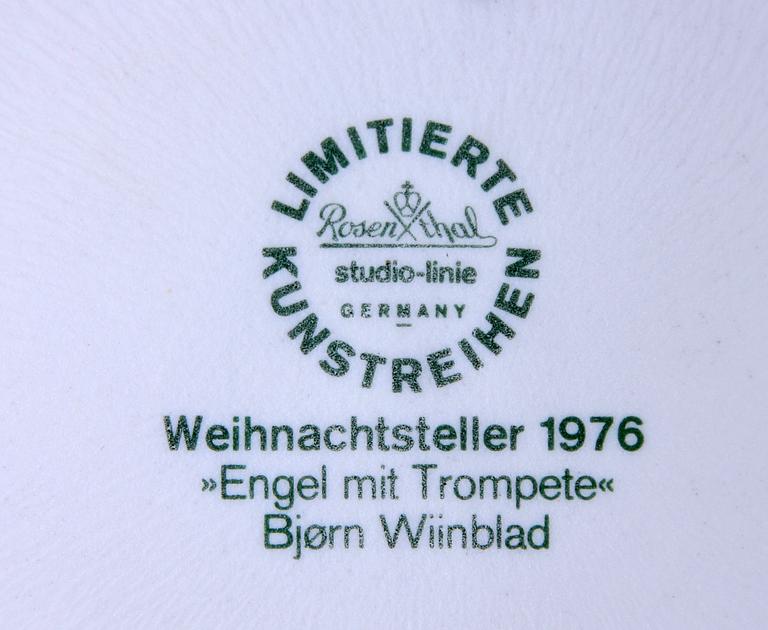 LIMITIERTE
Rosenthal
studio-linie
GERMANY
KUNSTREIHEN
Weihnachtsteller 1976
»Engel mit Trompete«
Bjørn Wiinblad